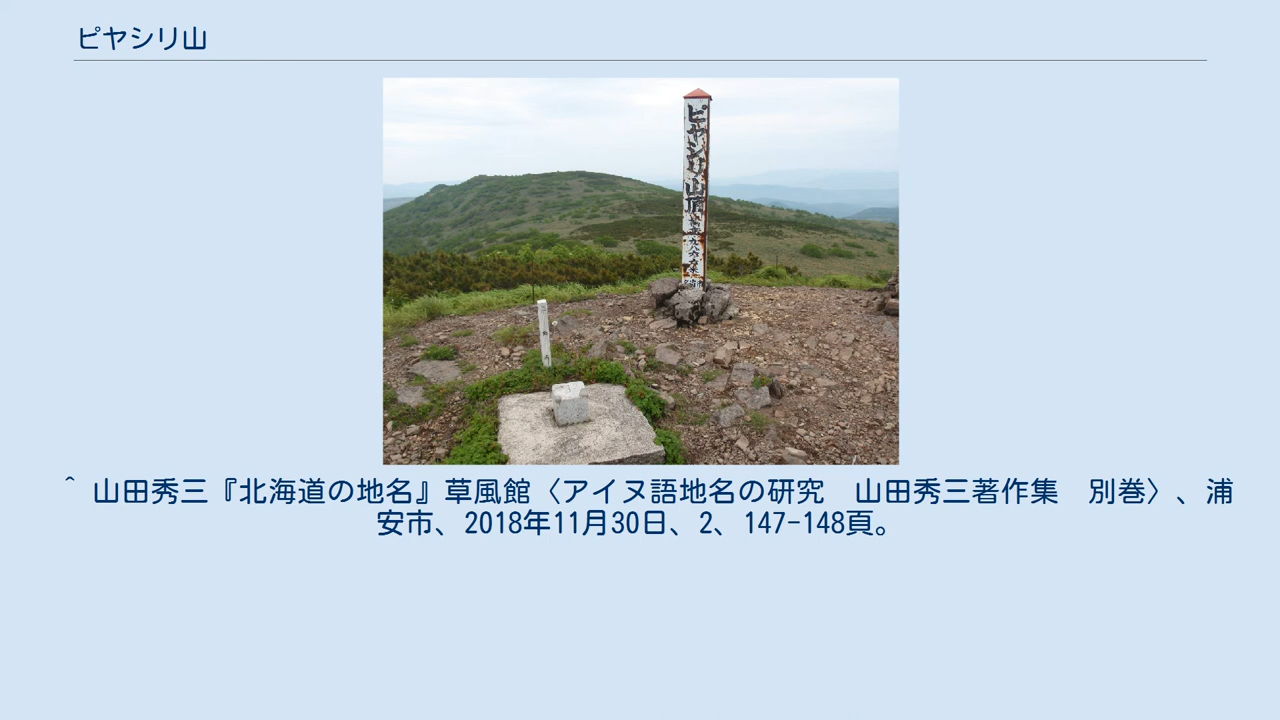 ピヤシリ山
ピヤシリ山頂
^ 山田秀三『北海道の地名』草風館〈アイヌ語地名の研究　山田秀三著作集　別巻〉、浦
安市、2018年11月30日、2、147-148頁。